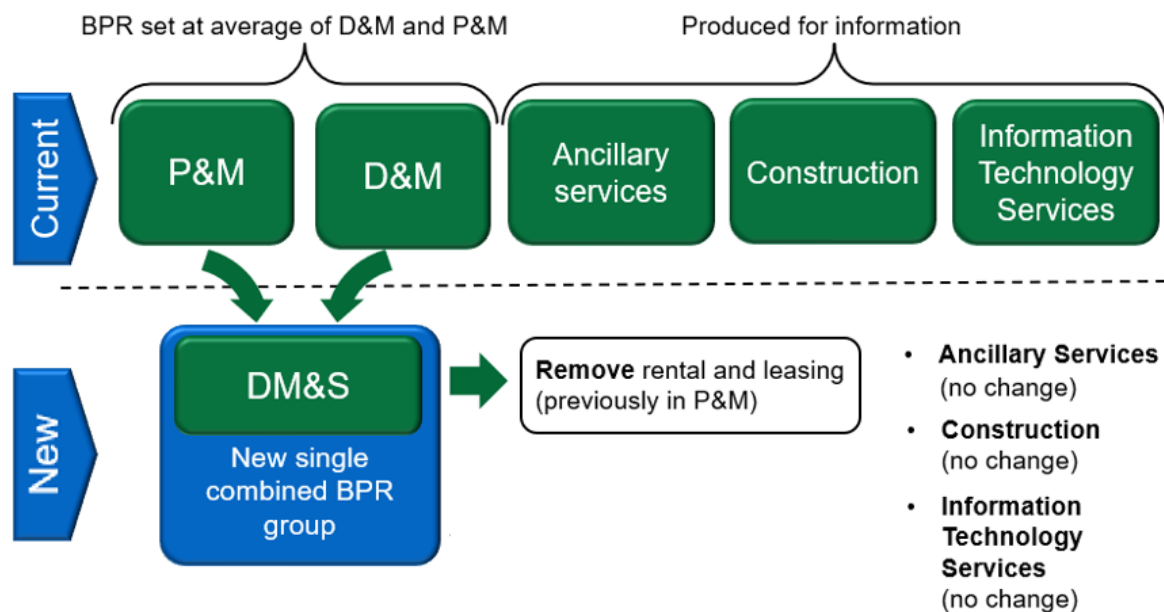 BPR set at average of D&M and P&M
Produced for information
Current
P&M
D&M
Ancillary
services
Construction
Information
Technology
Services
New
DM&S
New single
combined BPR
group
Remove rental and leasing
(previously in P&M)
• Ancillary Services
(no change)
• Construction
(no change)
• Information
Technology
Services
(no change)